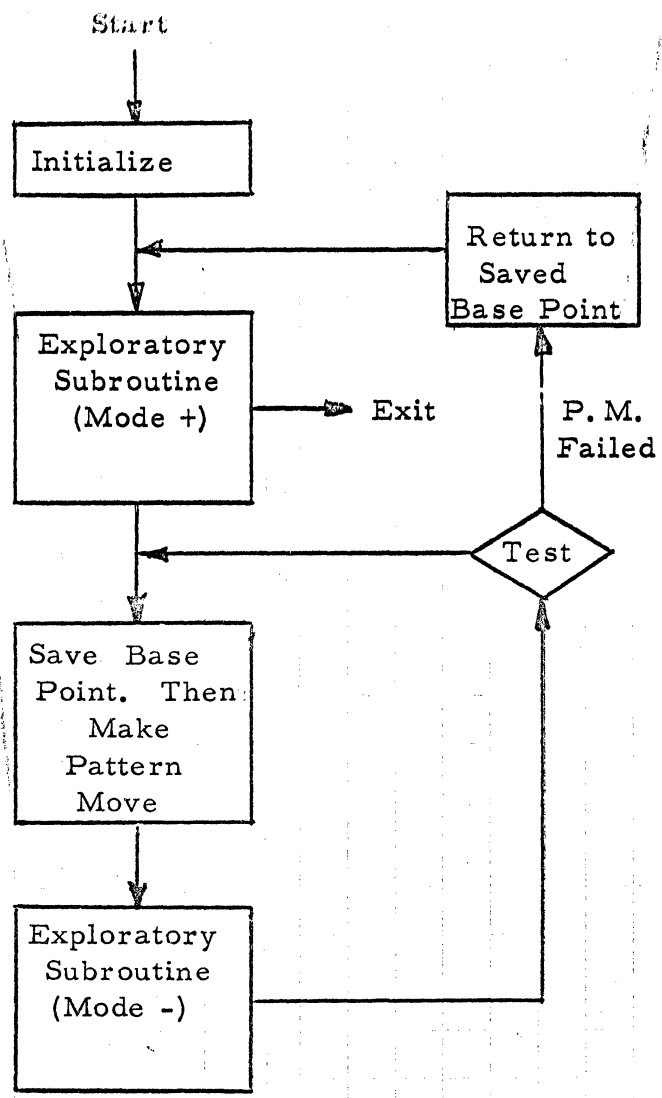 Start
Initialize
Return to
Saved
Base Point
Exploratory
Subroutine
(Mode +)
Exit
P. M.
Failed
Test
Save Base
Point. Then
Make
Pattern
Move
Exploratory
Subroutine
(Mode -)